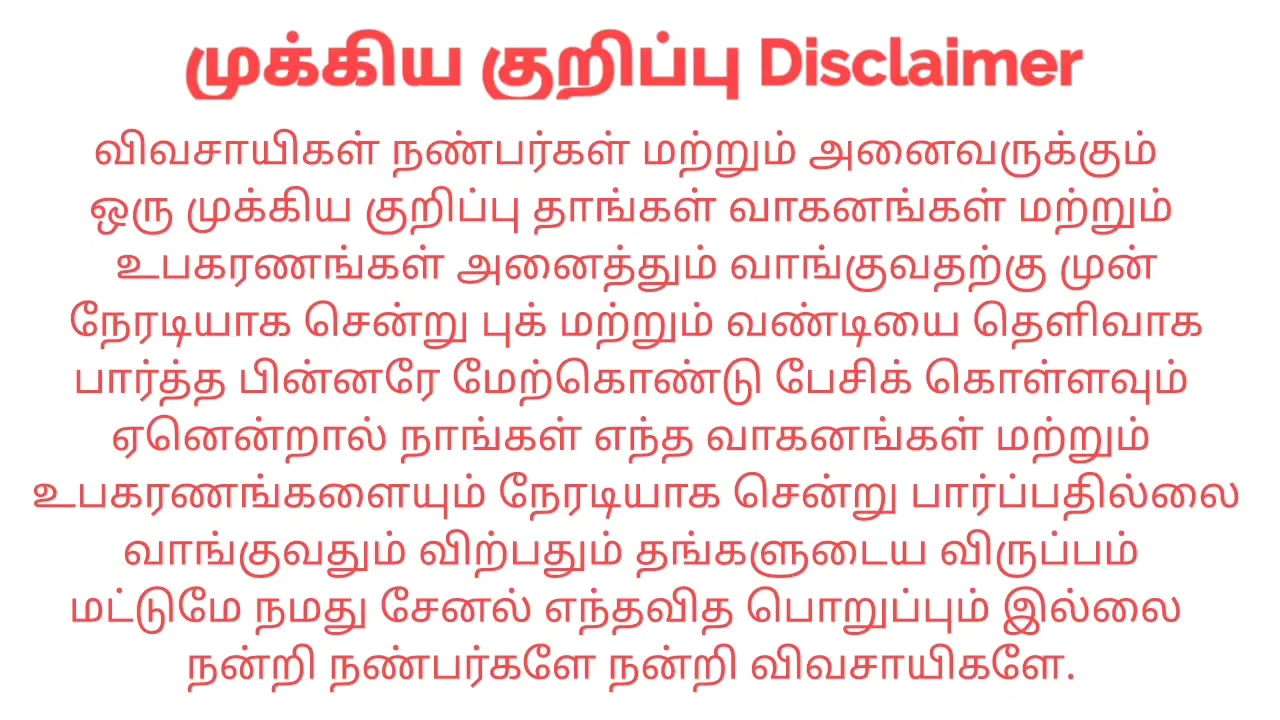 முக்கிய குறிப்பு Disclaimer
விவசாயிகள் நண்பர்கள் மற்றும் அனைவருக்கும்
ஒரு முக்கிய குறிப்பு தாங்கள் வாகனங்கள் மற்றும்
உபகரணங்கள் அனைத்தும் வாங்குவதற்கு முன்
நேரடியாக சென்று புக் மற்றும் வண்டியை தெளிவாக
பார்த்த பின்னரே மேற்கொண்டு பேசிக் கொள்ளவும்
ஏனென்றால் நாங்கள் எந்த வாகனங்கள் மற்றும்
உபகரணங்களையும் நேரடியாக சென்று பார்ப்பதில்லை
வாங்குவதும் விற்பதும் தங்களுடைய விருப்பம்
மட்டுமே நமது சேனல் எந்தவித பொறுப்பும் இல்லை
நன்றி நண்பர்களே நன்றி விவசாயிகளே.